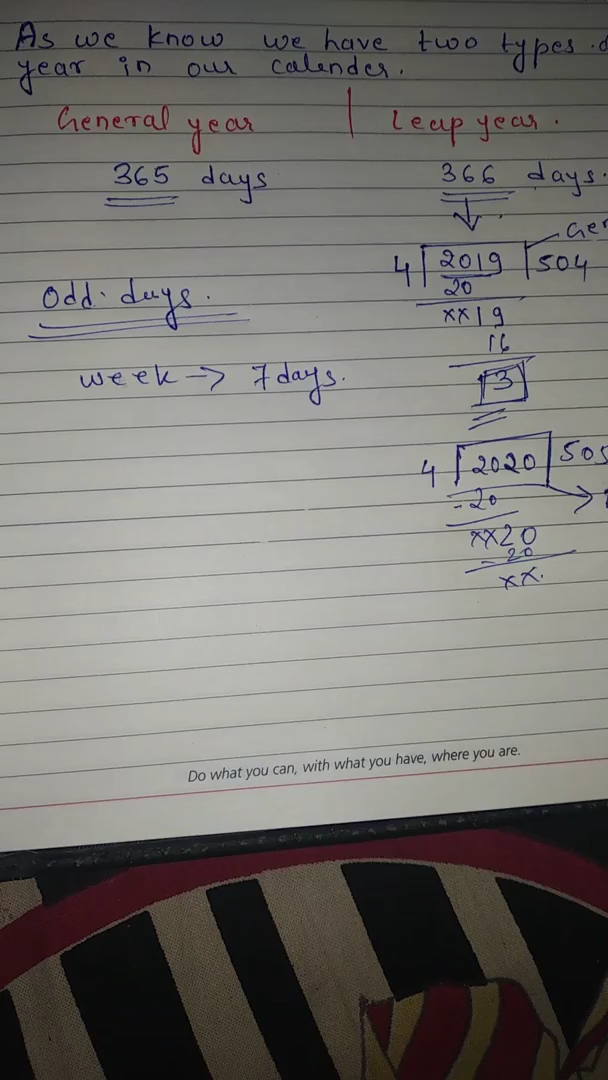 As we know we have two types
year in our calender.
General year | Leap year.
365 days
366 days.
4 2019 504
20
xx19
16
3
Odd. days.
week -> 7 days.
4 2020 505
-20
xx20
-20
xx.
Do what you can, with what you have, where you are.